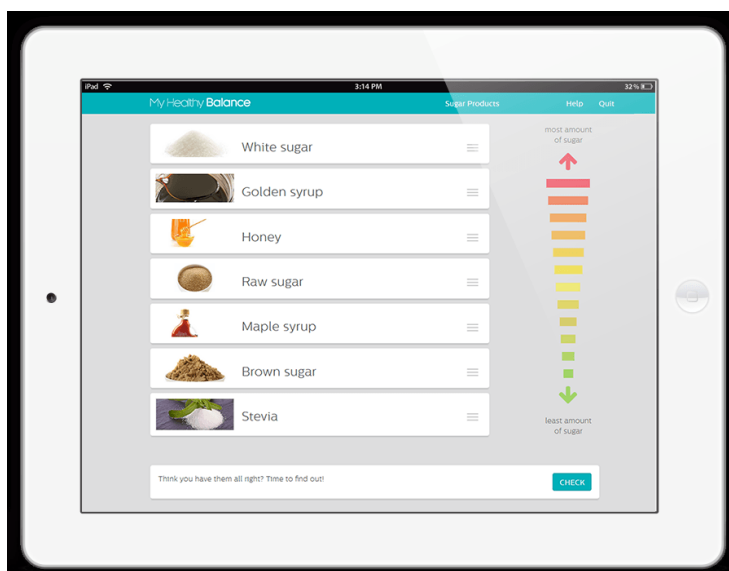 iPad 3:14 PM 32%
My Healthy Balance Sugar Products Help Quit
White sugar
Golden syrup
Honey
Raw sugar
Maple syrup
Brown sugar
Stevia
most amount
of sugar
least amount
of sugar
Think you have them all right? Time to find out!
CHECK